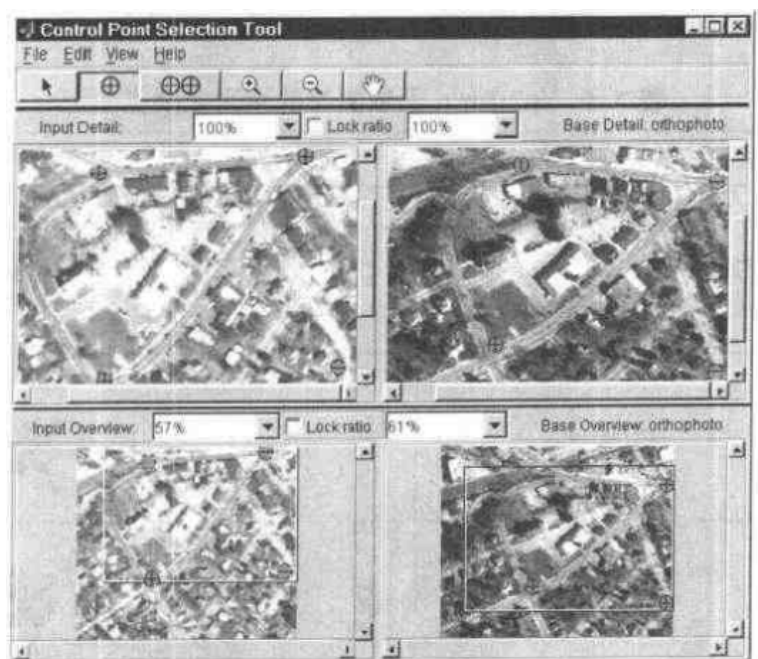 Control Point Selection Tool
File Edit View Help
Input Detail: 100% Lock ratio 100% Base Detail: orthophoto
Input Overview: 57% Lock ratio 61% Base Overview: orthophoto